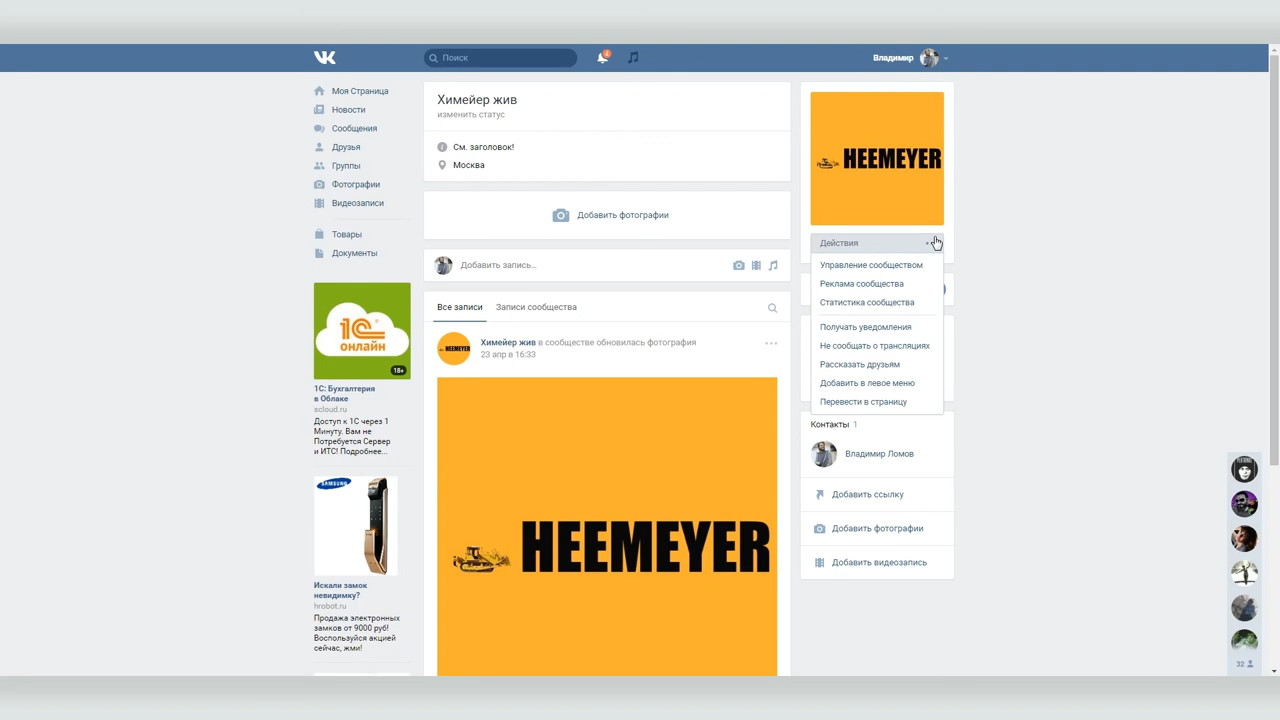 Поиск
4
Владимир
Моя Страница
Новости
Сообщения
Друзья
Группы
Фотографии
Видеозаписи
Товары
Документы
1С
онлайн
18+
1С: Бухгалтерия
в Облаке
scloud.ru
Доступ к 1С через 1
Минуту. Вам не
Потребуется Сервер
и ИТС! Подробнее...
SAMSUNG
Искали замок
невидимку?
hrobot.ru
Продажа электронных
замков от 9000 руб!
Воспользуйся акцией
сейчас, жми!
Химейер жив
изменить статус
См. заголовок!
Москва
Добавить фотографии
Добавить запись...
Все записи
Записи сообщества
HEEMEYER
Химейер жив в сообществе обновилась фотография
23 апр в 16:33
HEEMEYER
HEEMEYER
Действия
Управление сообществом
Реклама сообщества
Статистика сообщества
Получать уведомления
Не сообщать о трансляциях
Рассказать друзьям
Добавить в левое меню
Перевести в страницу
Контакты 1
Владимир Ломов
Добавить ссылку
Добавить фотографии
Добавить видеозапись
32